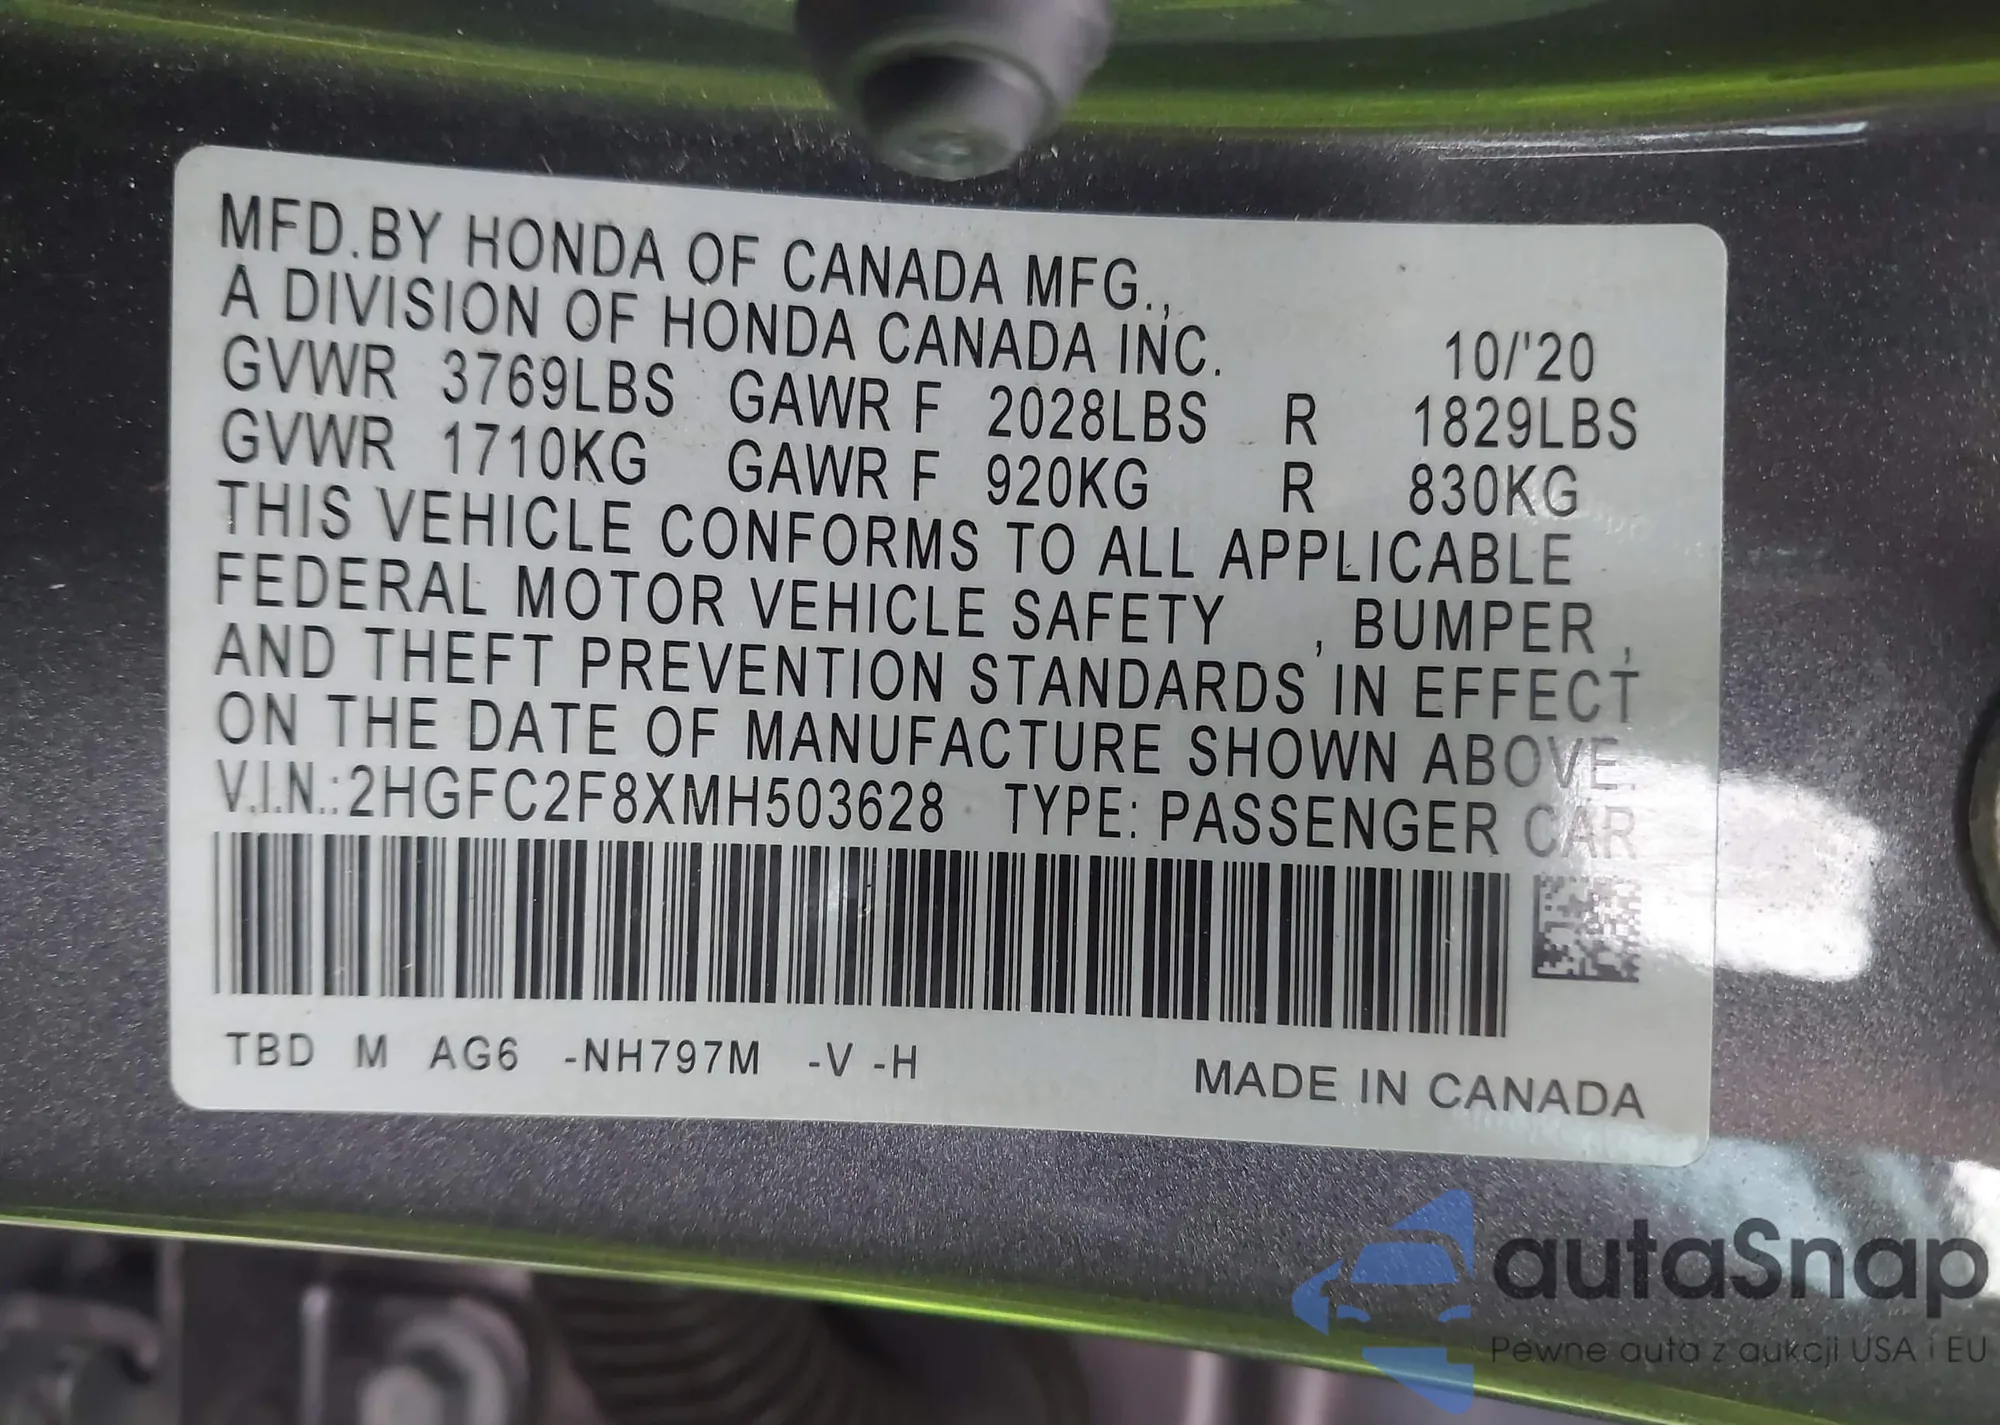 MFD.BY HONDA OF CANADA MFG.,
A DIVISION OF HONDA CANADA INC. 10/'20
GVWR 3769LBS GAWR F 2028LBS R 1829LBS
GVWR 1710KG GAWR F 920KG R 830KG
THIS VEHICLE CONFORMS TO ALL APPLICABLE
FEDERAL MOTOR VEHICLE SAFETY , BUMPER ,
AND THEFT PREVENTION STANDARDS IN EFFECT
ON THE DATE OF MANUFACTURE SHOWN ABOVE.
V.I.N.:2HGFC2F8XMH503628 TYPE: PASSENGER CAR
TBD M AG6 -NH797M -V -H MADE IN CANADA
autaSnap
Pewne auta z aukcji USA i EU